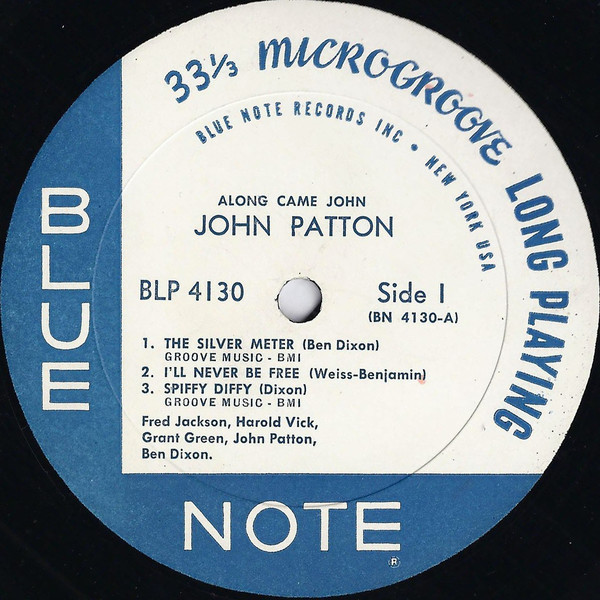 33⅓ MICROGROOVE LONG PLAYING
BLUE NOTE RECORDS INC • NEW YORK USA
ALONG CAME JOHN
JOHN PATTON
BLP 4130
Side 1
(BN 4130-A)
1. THE SILVER METER (Ben Dixon)
GROOVE MUSIC - BMI
2. I'LL NEVER BE FREE (Weiss-Benjamin)
3. SPIFFY DIFFY (Dixon)
GROOVE MUSIC - BMI
Fred Jackson, Harold Vick,
Grant Green, John Patton,
Ben Dixon.
BLUE
NOTE
®